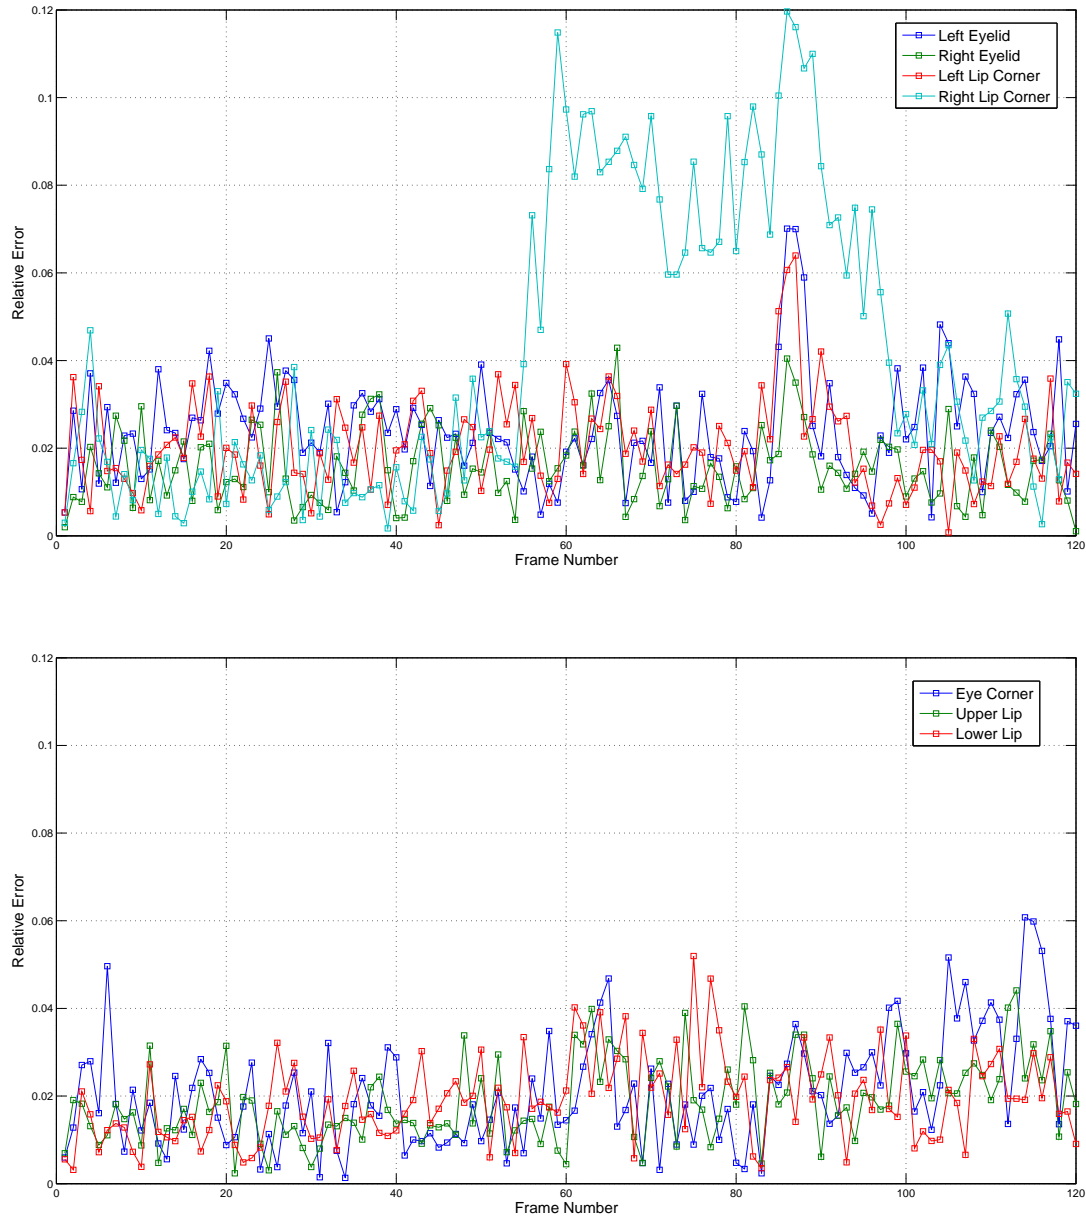 0.12
0.1
0.08
0.06
0.04
0.02
0
Relative Error
Left Eyelid
Right Eyelid
Left Lip Corner
Right Lip Corner
0 20 40 60 80 100 120
Frame Number
0.12
0.1
0.08
0.06
0.04
0.02
0
Relative Error
Eye Corner
Upper Lip
Lower Lip
0 20 40 60 80 100 120
Frame Number